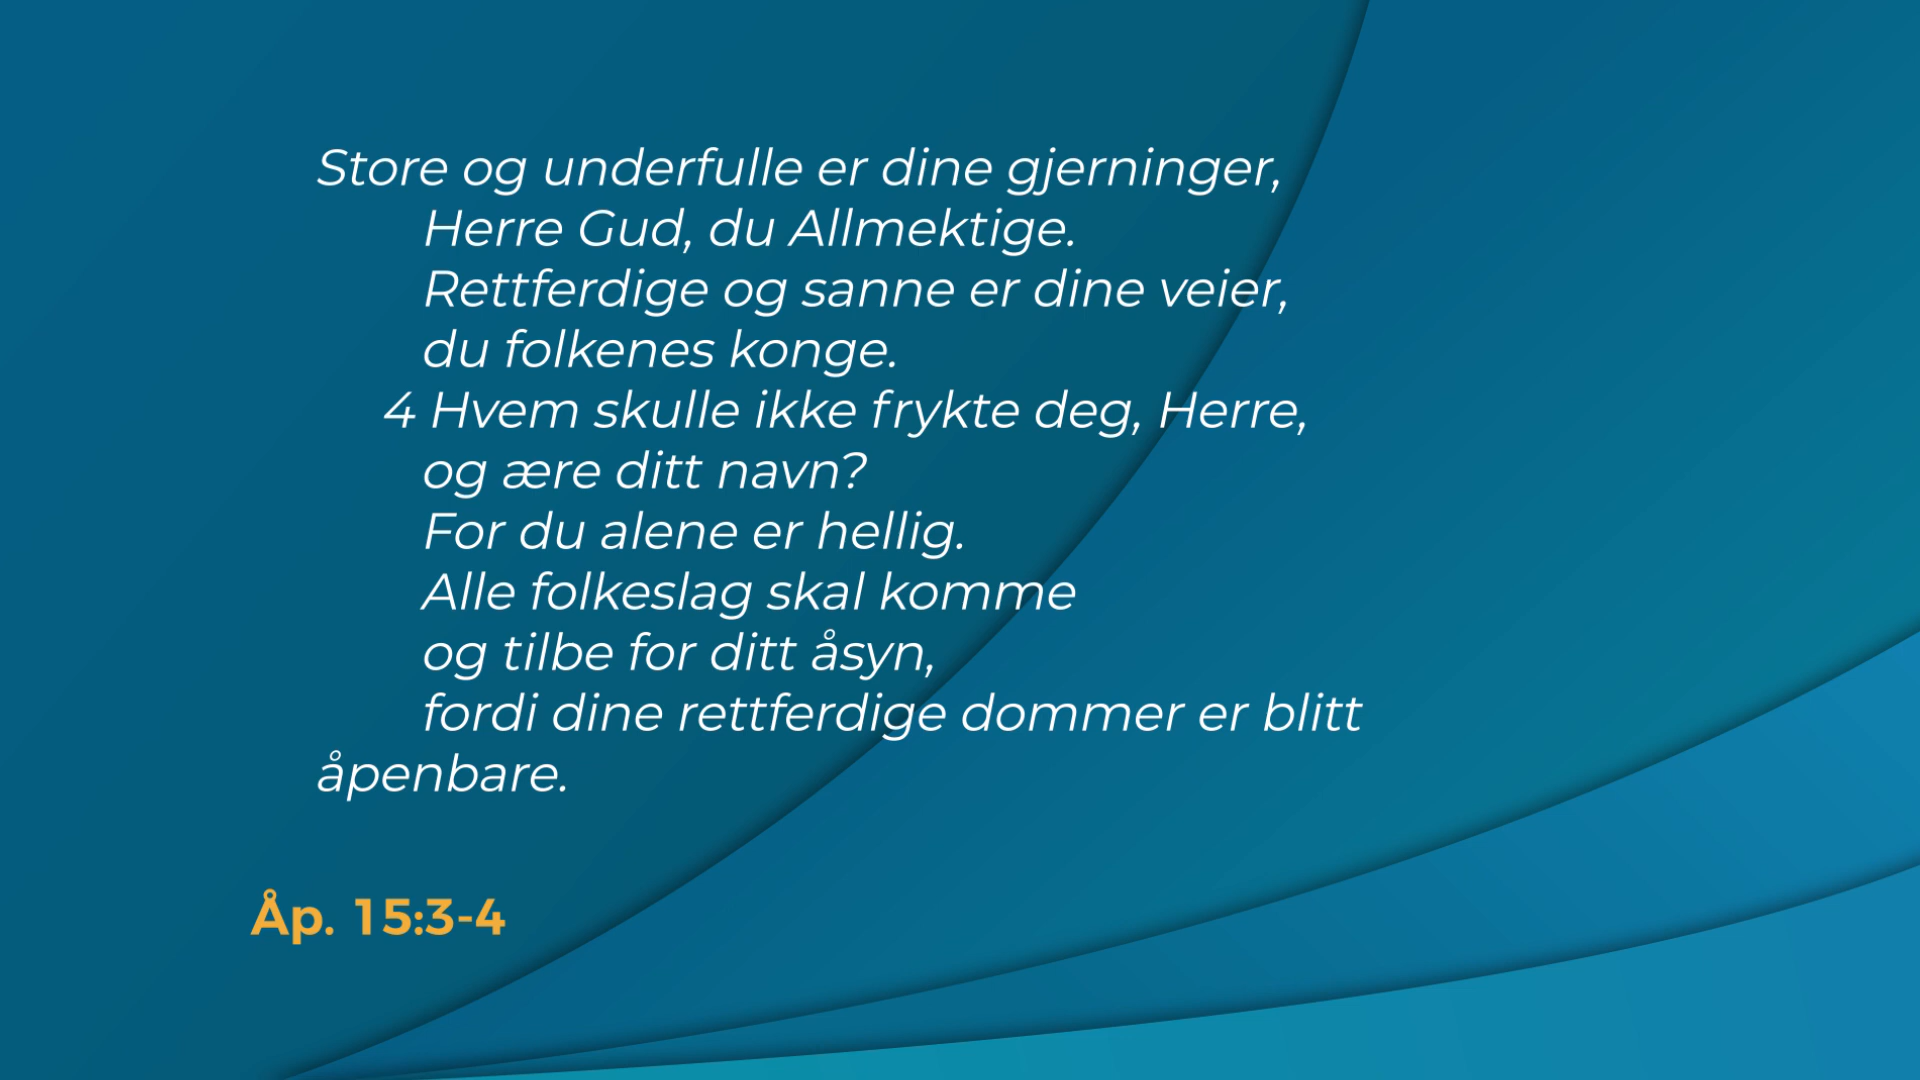 Store og underfulle er dine gjerninger,
Herre Gud, du Allmektige.
Rettferdige og sanne er dine veier,
du folkenes konge.
4 Hvem skulle ikke frykte deg, Herre,
og ære ditt navn?
For du alene er hellig.
Alle folkeslag skal komme
og tilbe for ditt åsyn,
fordi dine rettferdige dommer er blitt
åpenbare.
Åp. 15:3-4